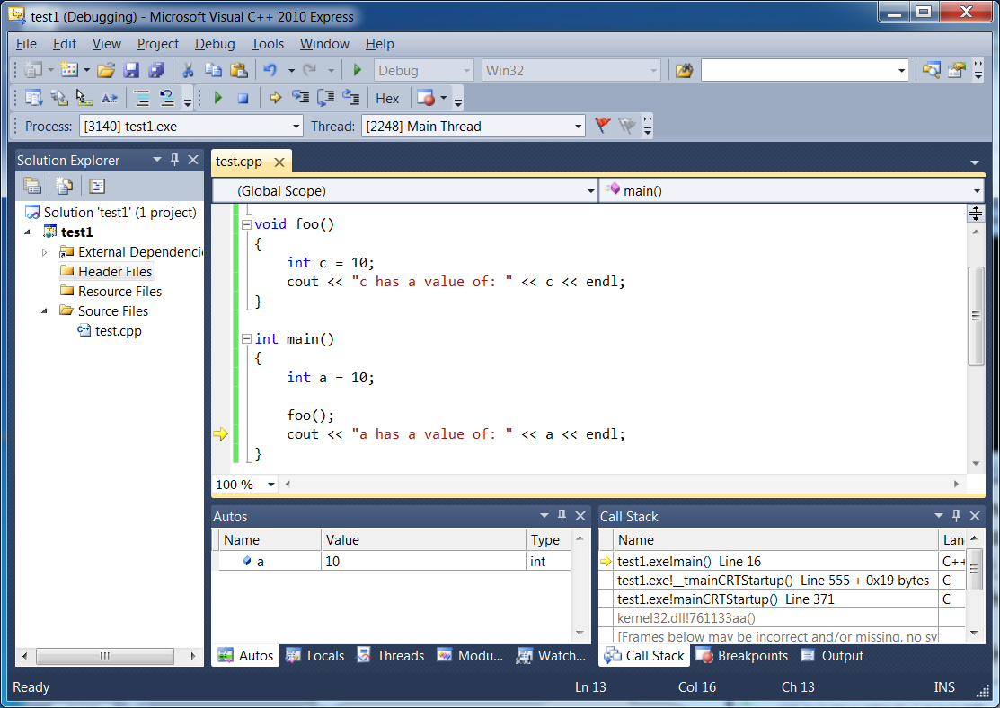 test1 (Debugging) - Microsoft Visual C++ 2010 Express
File Edit View Project Debug Tools Window Help
Debug Win32
Hex
Process: [3140] test1.exe Thread: [2248] Main Thread
Solution Explorer
Solution 'test1' (1 project)
test1
External Dependencie
Header Files
Resource Files
Source Files
test.cpp
test.cpp
(Global Scope) main()
void foo()
{
int c = 10;
cout << "c has a value of: " << c << endl;
}
int main()
{
int a = 10;
foo();
cout << "a has a value of: " << a << endl;
}
100 %
Autos
Name Value Type
a 10 int
Autos Locals Threads Modu... Watch...
Call Stack
Name Lan
test1.exe!main() Line 16 C++
test1.exe!__tmainCRTStartup() Line 555 + 0x19 bytes C
test1.exe!mainCRTStartup() Line 371 C
kernel32.dll!761133aa()
[Frames below may be incorrect and/or missing, no sy
Call Stack Breakpoints Output
Ready Ln 13 Col 16 Ch 13 INS